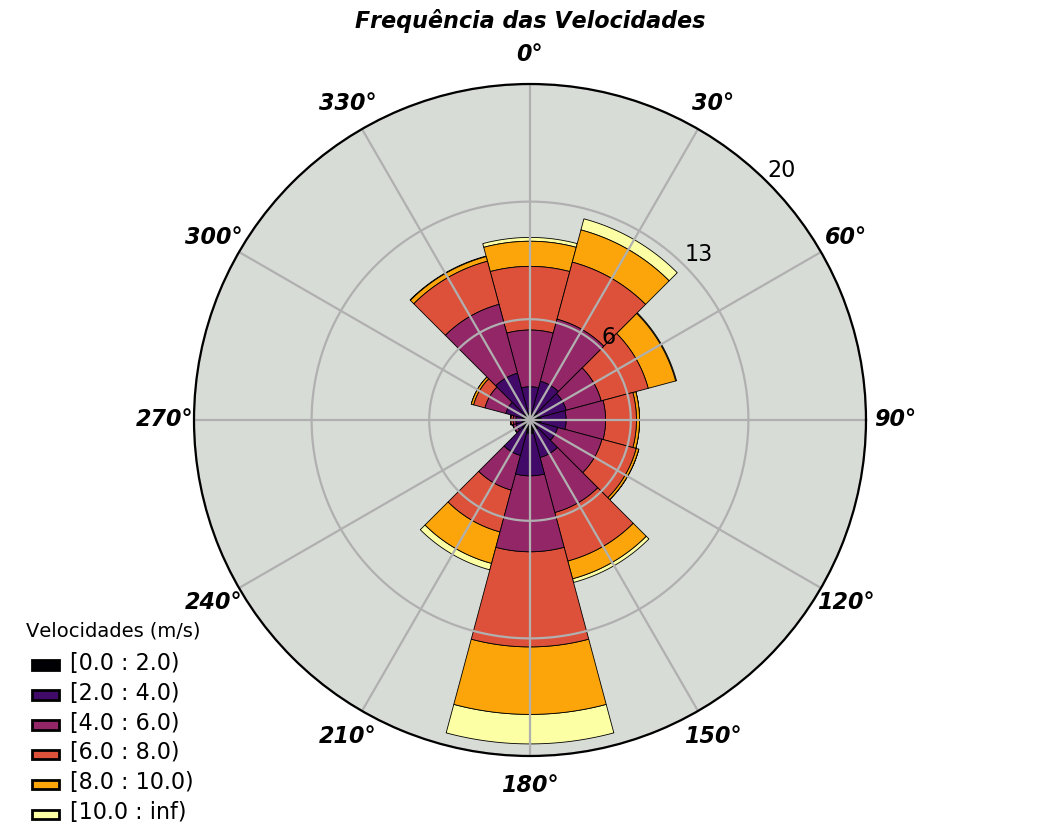 Frequência das Velocidades
0°
330°
30°
20
300°
60°
13
6
270°
90°
240°
120°
Velocidades (m/s)
[0.0 : 2.0)
[2.0 : 4.0)
[4.0 : 6.0)
210°
150°
[6.0 : 8.0)
[8.0 : 10.0)
180°
[10.0 : inf)